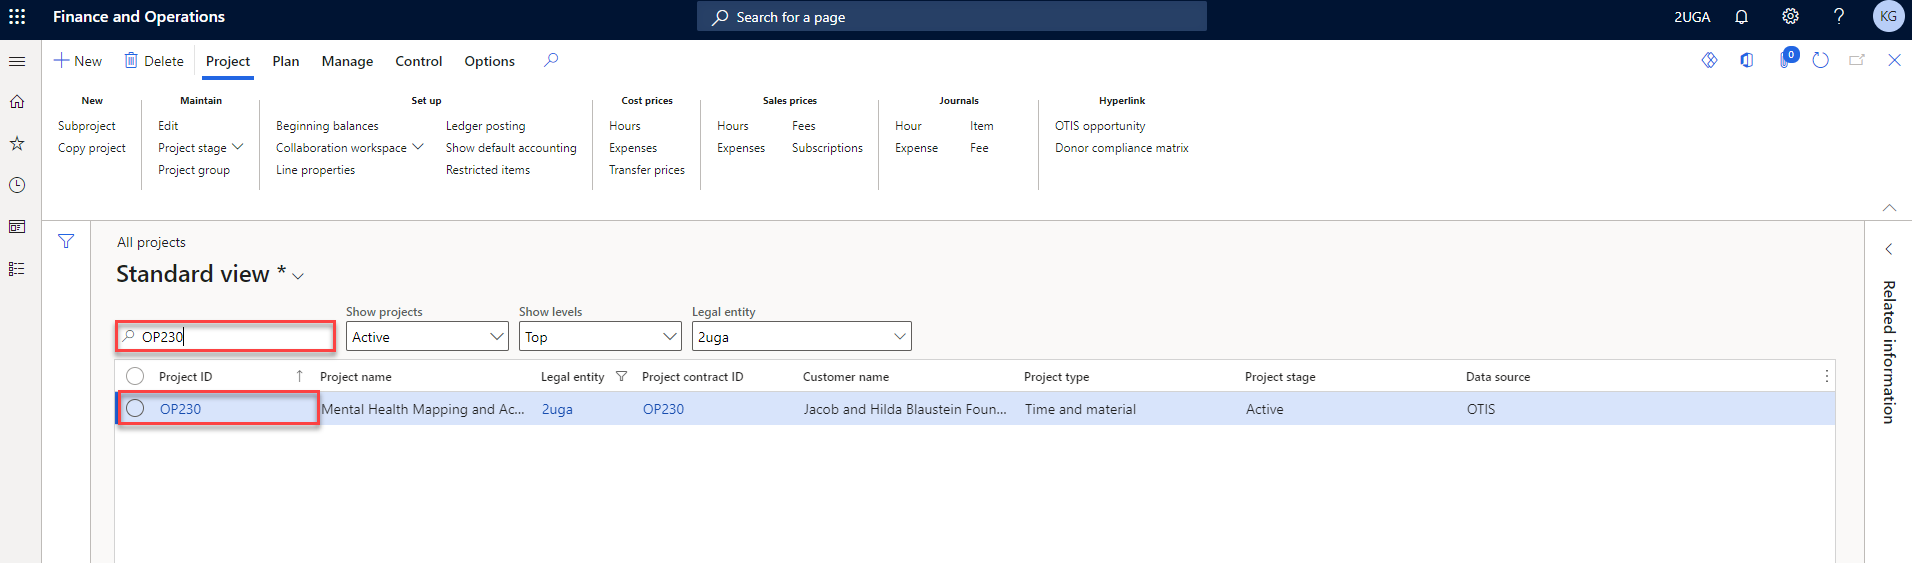 Finance and Operations
Search for a page
2UGA
KG
New
Delete
Project
Plan
Manage
Control
Options
0
New
Subproject
Copy project
Maintain
Edit
Project stage
Project group
Set up
Beginning balances
Collaboration workspace
Line properties
Ledger posting
Show default accounting
Restricted items
Cost prices
Hours
Expenses
Transfer prices
Sales prices
Hours
Expenses
Fees
Subscriptions
Journals
Hour
Expense
Item
Fee
Hyperlink
OTIS opportunity
Donor compliance matrix
All projects
Standard view *
OP230
Show projects
Active
Show levels
Top
Legal entity
2uga
Project ID
Project name
Legal entity
Project contract ID
Customer name
Project type
Project stage
Data source
OP230
Mental Health Mapping and Ac...
2uga
OP230
Jacob and Hilda Blaustein Foun...
Time and material
Active
OTIS
Related information